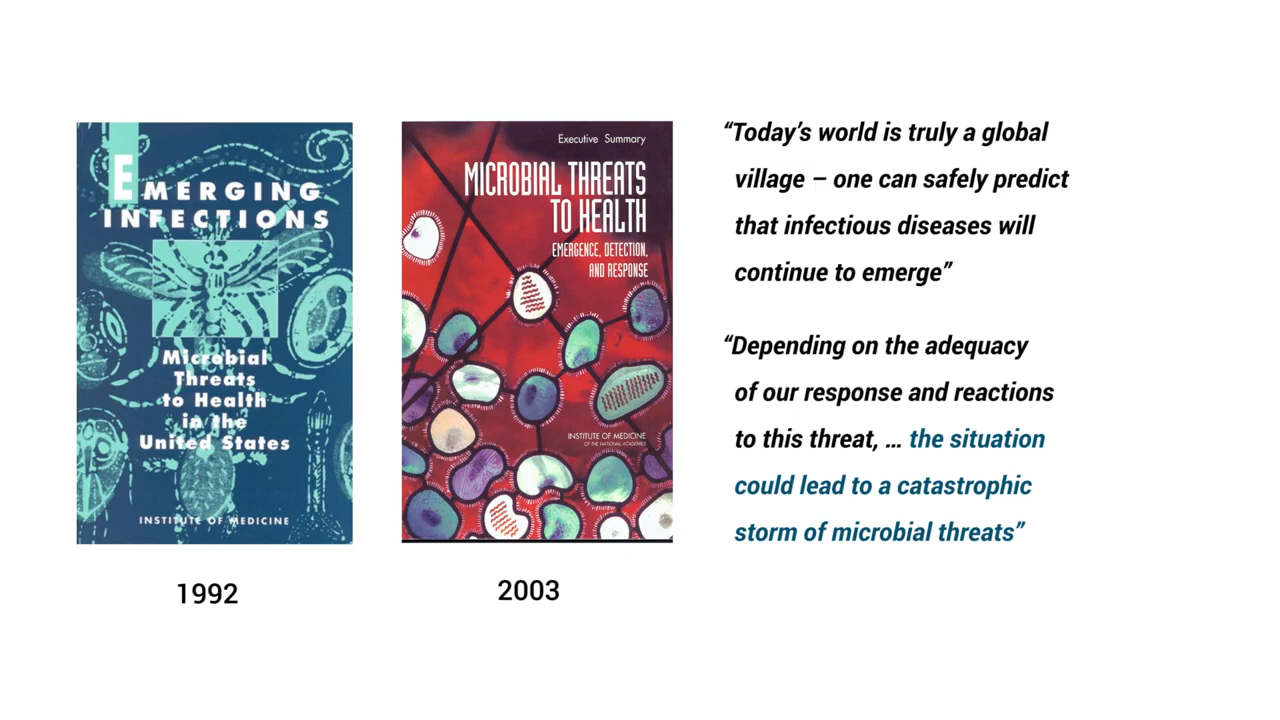 EMERGING
INFECTIONS
Microbial
Threats
to Health
in the
United States
INSTITUTE OF MEDICINE
1992
Executive Summary
MICROBIAL THREATS
TO HEALTH
EMERGENCE, DETECTION,
AND RESPONSE
INSTITUTE OF MEDICINE
OF THE NATIONAL ACADEMIES
2003
“Today’s world is truly a global
village – one can safely predict
that infectious diseases will
continue to emerge”
“Depending on the adequacy
of our response and reactions
to this threat, ... the situation
could lead to a catastrophic
storm of microbial threats”